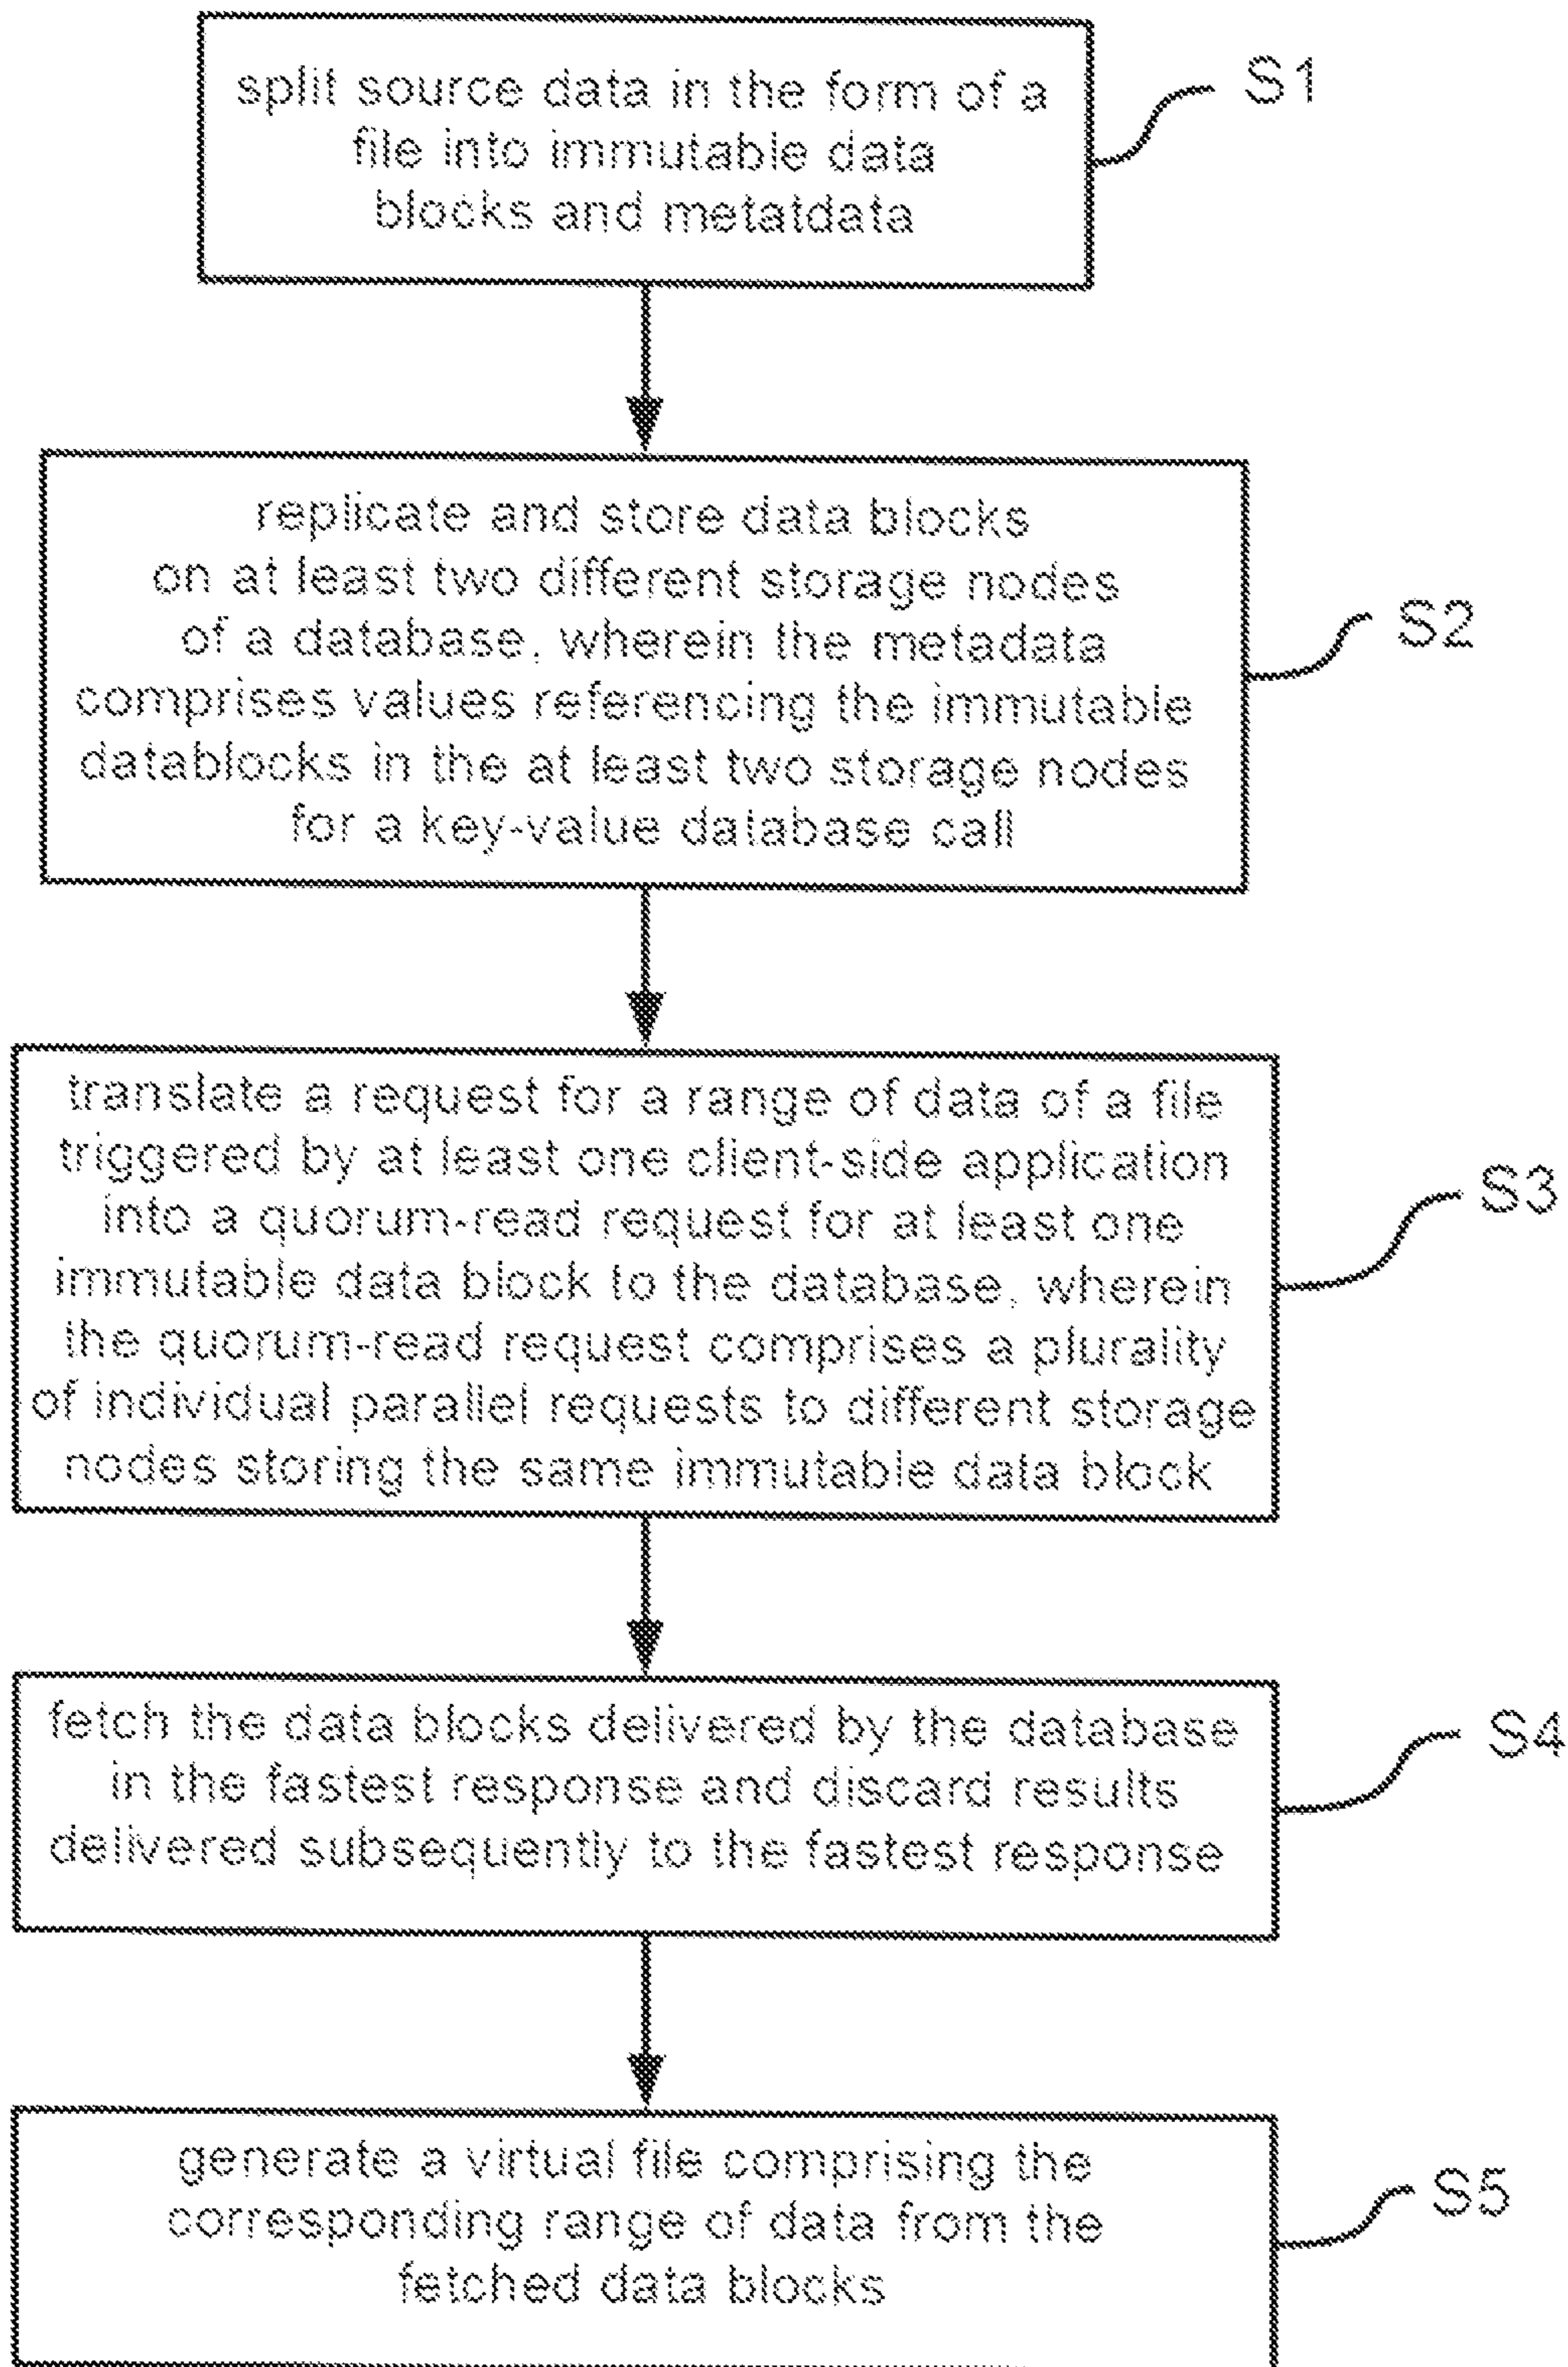 split source data in the form of a
file into immutable data
blocks and metatdata
S1
replicate and store data blocks
on at least two different storage nodes
of a database, wherein the metadata
comprises values referencing the immutable
datablocks in the at least two storage nodes
for a key-value database call
S2
translate a request for a range of data of a file
triggered by at least one client-side application
into a quorum-read request for at least one
immutable data block to the database, wherein
the quorum-read request comprises a plurality
of individual parallel requests to different storage
nodes storing the same immutable data block
S3
fetch the data blocks delivered by the database
in the fastest response and discard results
delivered subsequently to the fastest response
S4
generate a virtual file comprising the
corresponding range of data from the
fetched data blocks
S5